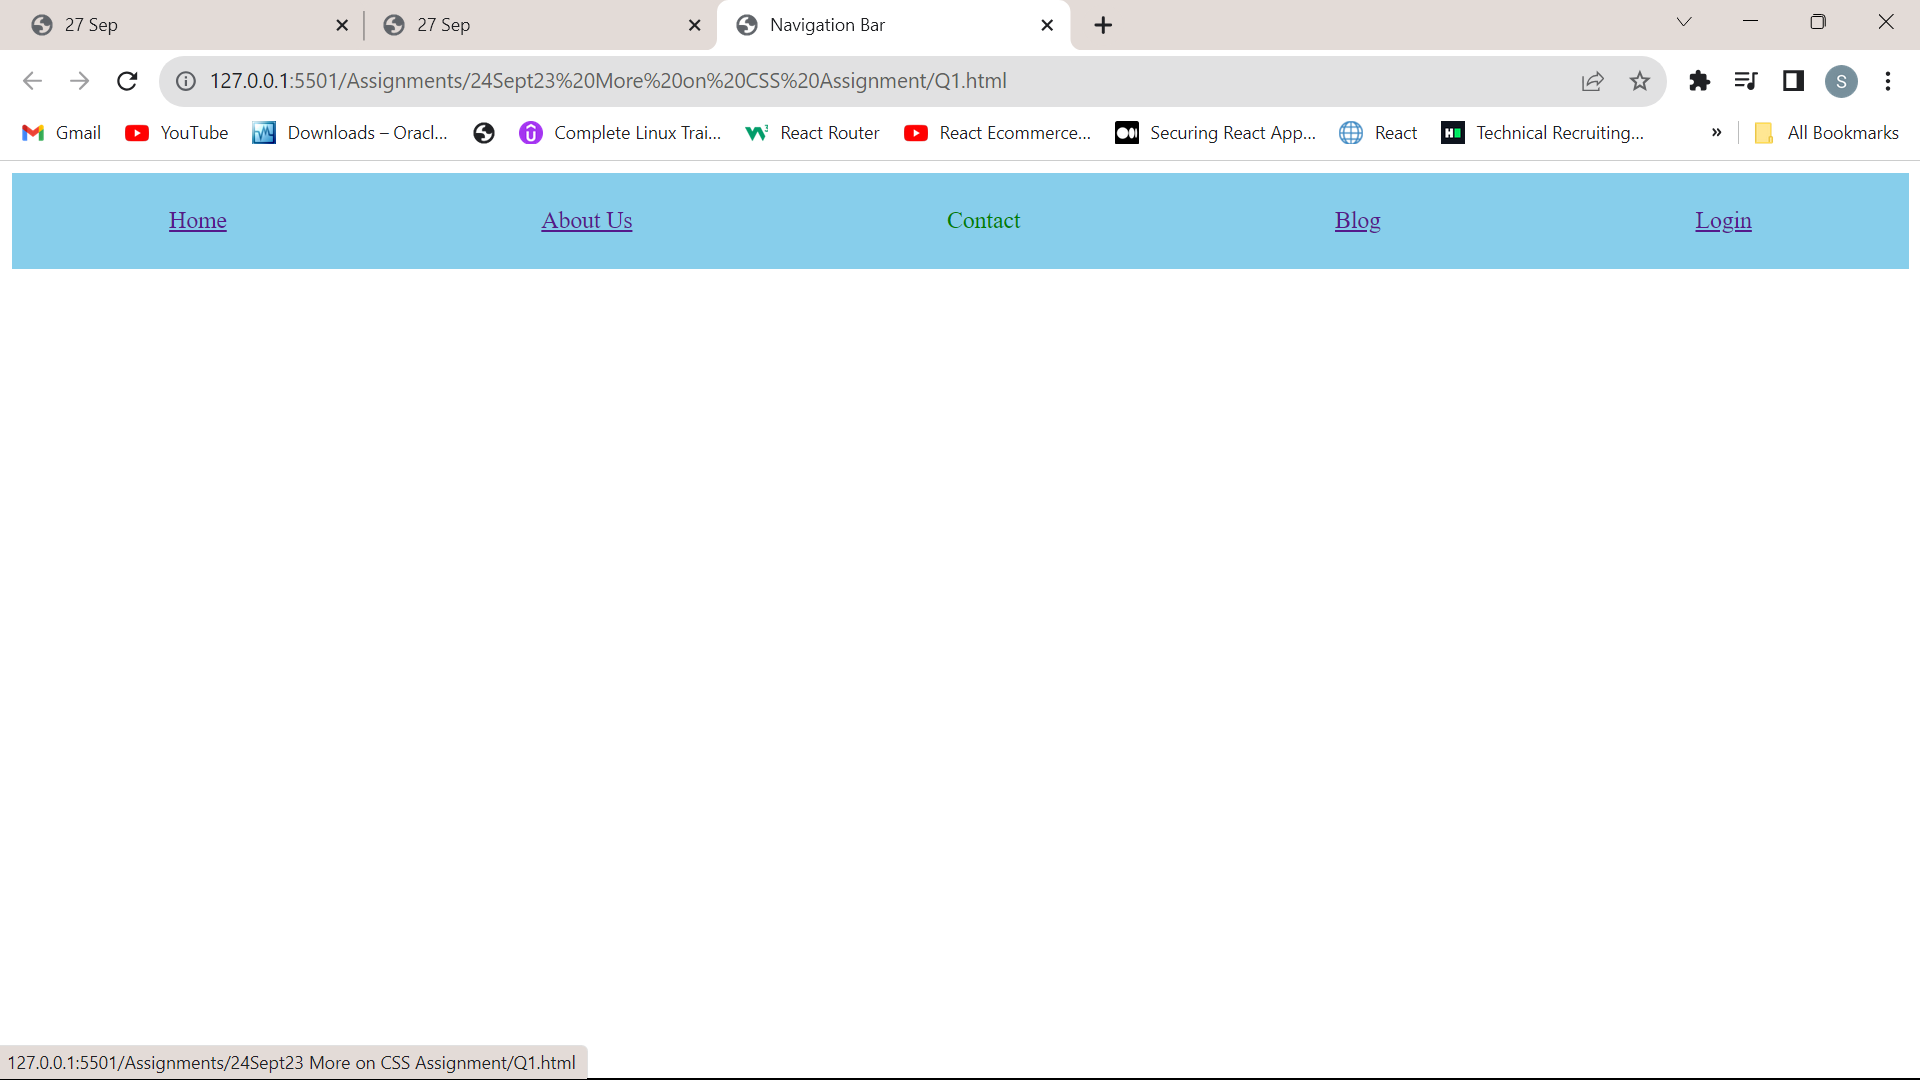 27 Sep
27 Sep
Navigation Bar
127.0.0.1:5501/Assignments/24Sept23%20More%20on%20CSS%20Assignment/Q1.html
S
Gmail YouTube Downloads – Oracl... Complete Linux Trai... React Router React Ecommerce... Securing React App... React Technical Recruiting... » All Bookmarks
Home About Us Contact Blog Login
127.0.0.1:5501/Assignments/24Sept23 More on CSS Assignment/Q1.html